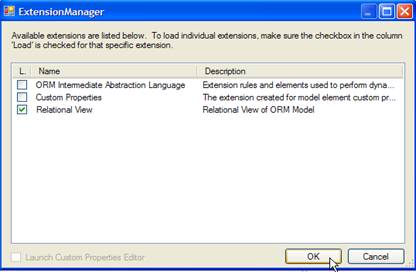 ExtensionManager
Available extensions are listed below. To load individual extensions, make sure the checkbox in the column
'Load' is checked for that specific extension.
L. Name Description
ORM Intermediate Abstraction Language Extension rules and elements used to perform dyna...
Custom Properties The extension created for model element custom pr...
Relational View Relational View of ORM Model
Launch Custom Properties Editor OK Cancel